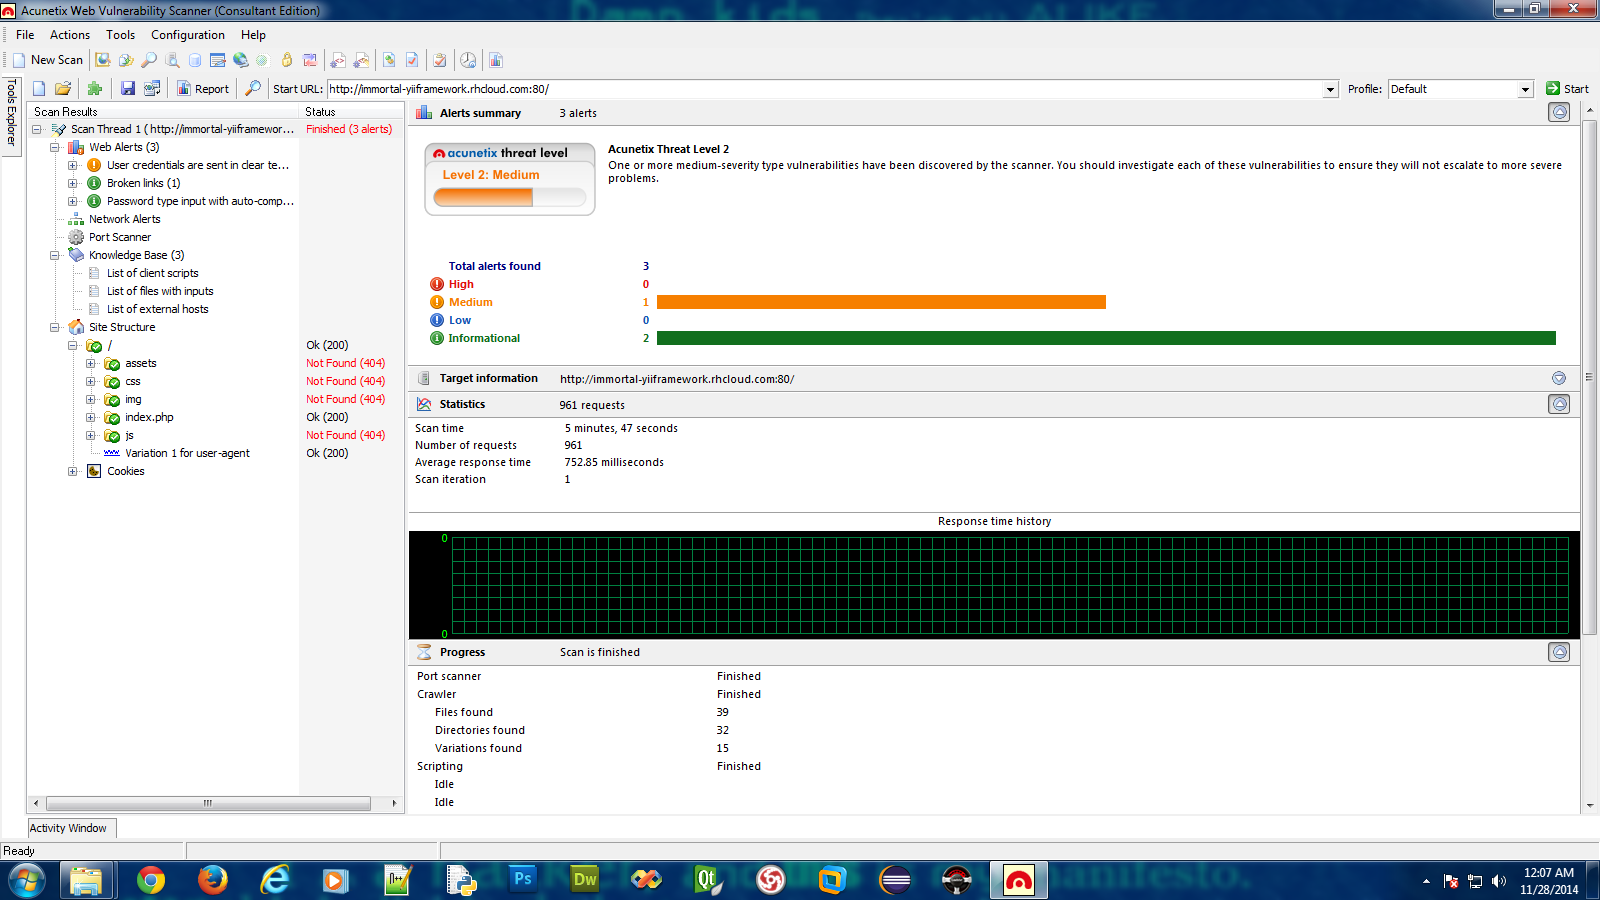 Acunetix Web Vulnerability Scanner (Consultant Edition)
File Actions Tools Configuration Help
New Scan
Report Start URL: http://immortal-yiiframework.rhcloud.com:80/ Profile: Default Start
Tools Explorer
Scan Results Status
Scan Thread 1 ( http://immortal-yiiframewor... Finished (3 alerts)
Web Alerts (3)
User credentials are sent in clear te...
Broken links (1)
Password type input with auto-comp...
Network Alerts
Port Scanner
Knowledge Base (3)
List of client scripts
List of files with inputs
List of external hosts
Site Structure
/ Ok (200)
assets Not Found (404)
css Not Found (404)
img Not Found (404)
index.php Ok (200)
js Not Found (404)
Variation 1 for user-agent Ok (200)
Cookies
Alerts summary 3 alerts
acunetix threat level
Level 2: Medium
Acunetix Threat Level 2
One or more medium-severity type vulnerabilities have been discovered by the scanner. You should investigate each of these vulnerabilities to ensure they will not escalate to more severe
problems.
Total alerts found 3
High 0
Medium 1
Low 0
Informational 2
Target information http://immortal-yiiframework.rhcloud.com:80/
Statistics 961 requests
Scan time 5 minutes, 47 seconds
Number of requests 961
Average response time 752.85 milliseconds
Scan iteration 1
Response time history
0
0
Progress Scan is finished
Port scanner Finished
Crawler Finished
Files found 39
Directories found 32
Variations found 15
Scripting Finished
Idle
Idle
Activity Window
Ready
Ps
Dw
Qt
12:07 AM
11/28/2014